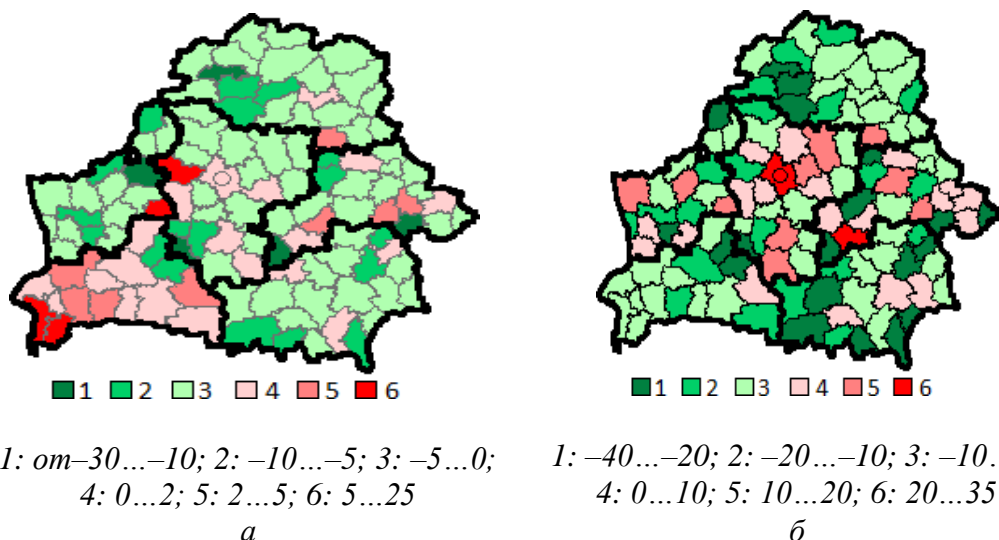 1 2 3 4 5 6
1 2 3 4 5 6
1: от–30...–10; 2: –10...–5; 3: –5...0;
4: 0...2; 5: 2...5; 6: 5...25
а
1: –40...–20; 2: –20...–10; 3: –10.
4: 0...10; 5: 10...20; 6: 20...35
б